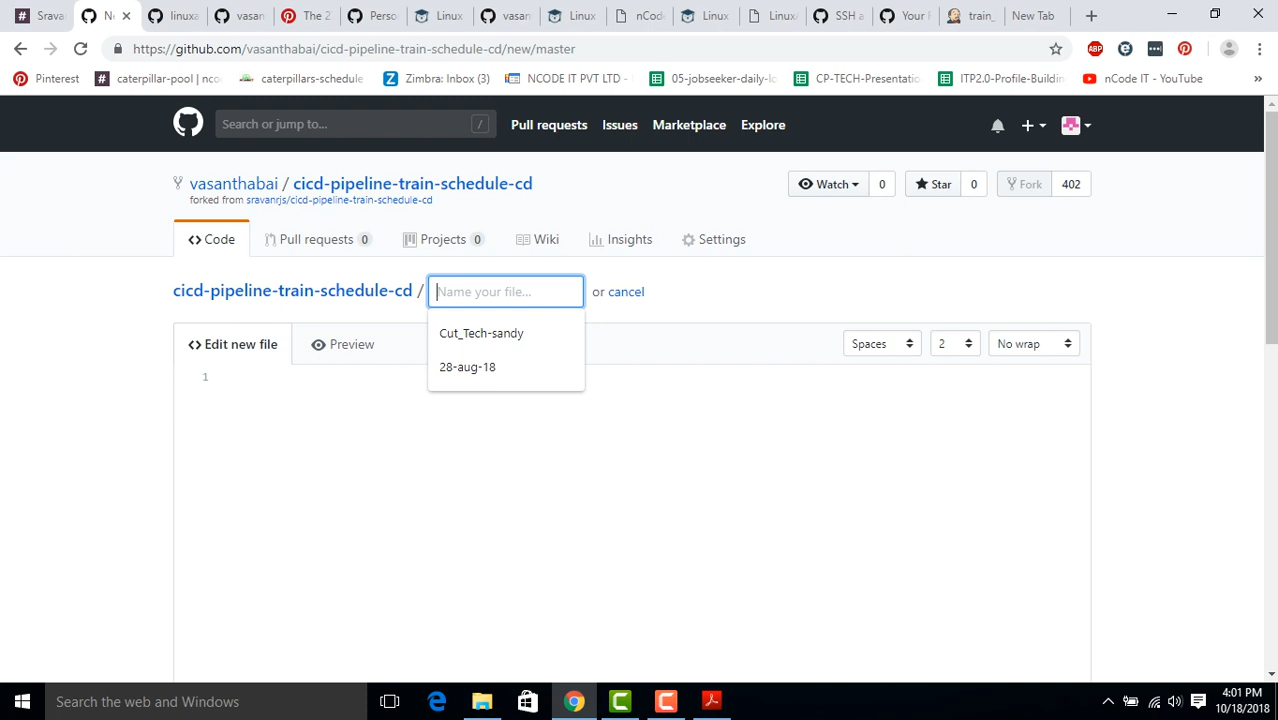 Sravan
Ne
linuxa
vasan
The 2
Perso
Linux
vasan
Linux
nCode
Linux
Linux
SSH a
Your F
train_
New Tab
https://github.com/vasanthabai/cicd-pipeline-train-schedule-cd/new/master
ABP
Pinterest
caterpillar-pool | nco
caterpillars-schedule
Zimbra: Inbox (3)
NCODE IT PVT LTD -
05-jobseeker-daily-lo
CP-TECH-Presentatio
ITP2.0-Profile-Buildin
nCode IT - YouTube
»
Search or jump to...
/
Pull requests
Issues
Marketplace
Explore
vasanthabai / cicd-pipeline-train-schedule-cd
forked from sravanrjs/cicd-pipeline-train-schedule-cd
Watch
0
Star
0
Fork
402
Code
Pull requests 0
Projects 0
Wiki
Insights
Settings
cicd-pipeline-train-schedule-cd /
Name your file...
or cancel
Cut_Tech-sandy
28-aug-18
Edit new file
Preview
Spaces
2
No wrap
1
Search the web and Windows
4:01 PM
10/18/2018